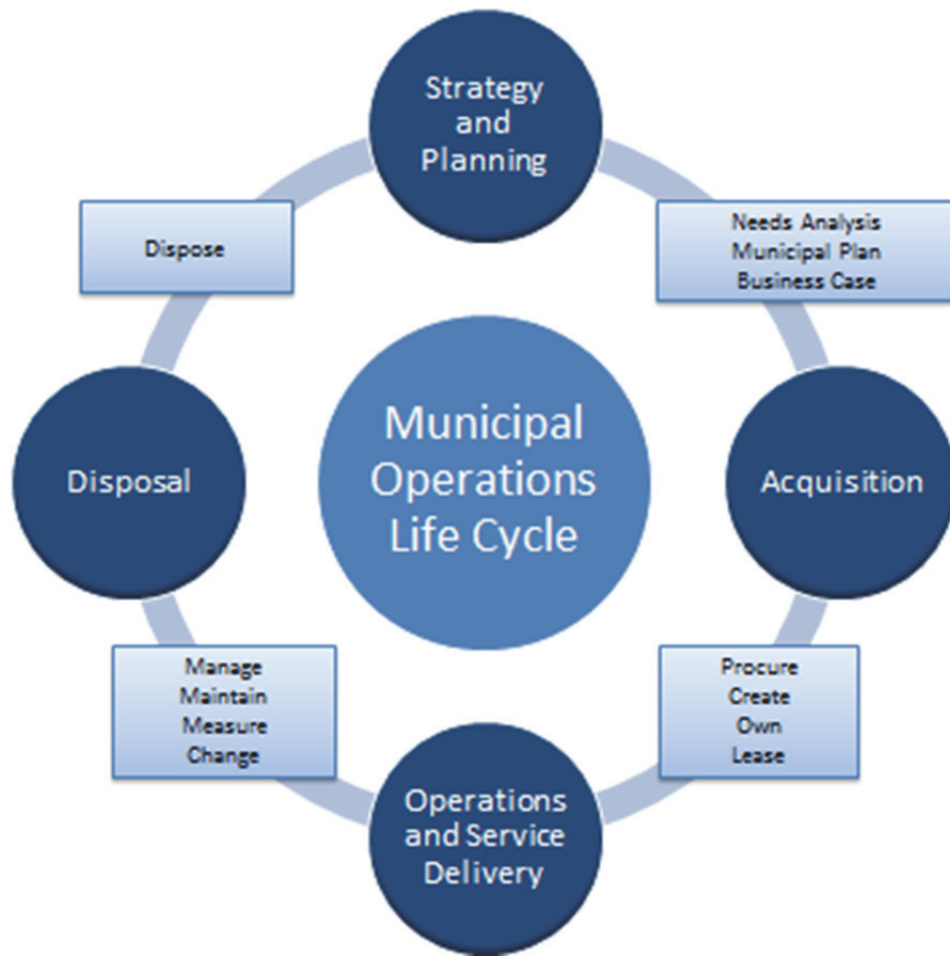 Strategy
and
Planning
Dispose
Needs Analysis
Municipal Plan
Business Case
Municipal
Operations
Life Cycle
Disposal
Acquisition
Manage
Maintain
Measure
Change
Procure
Create
Own
Lease
Operations
and Service
Delivery